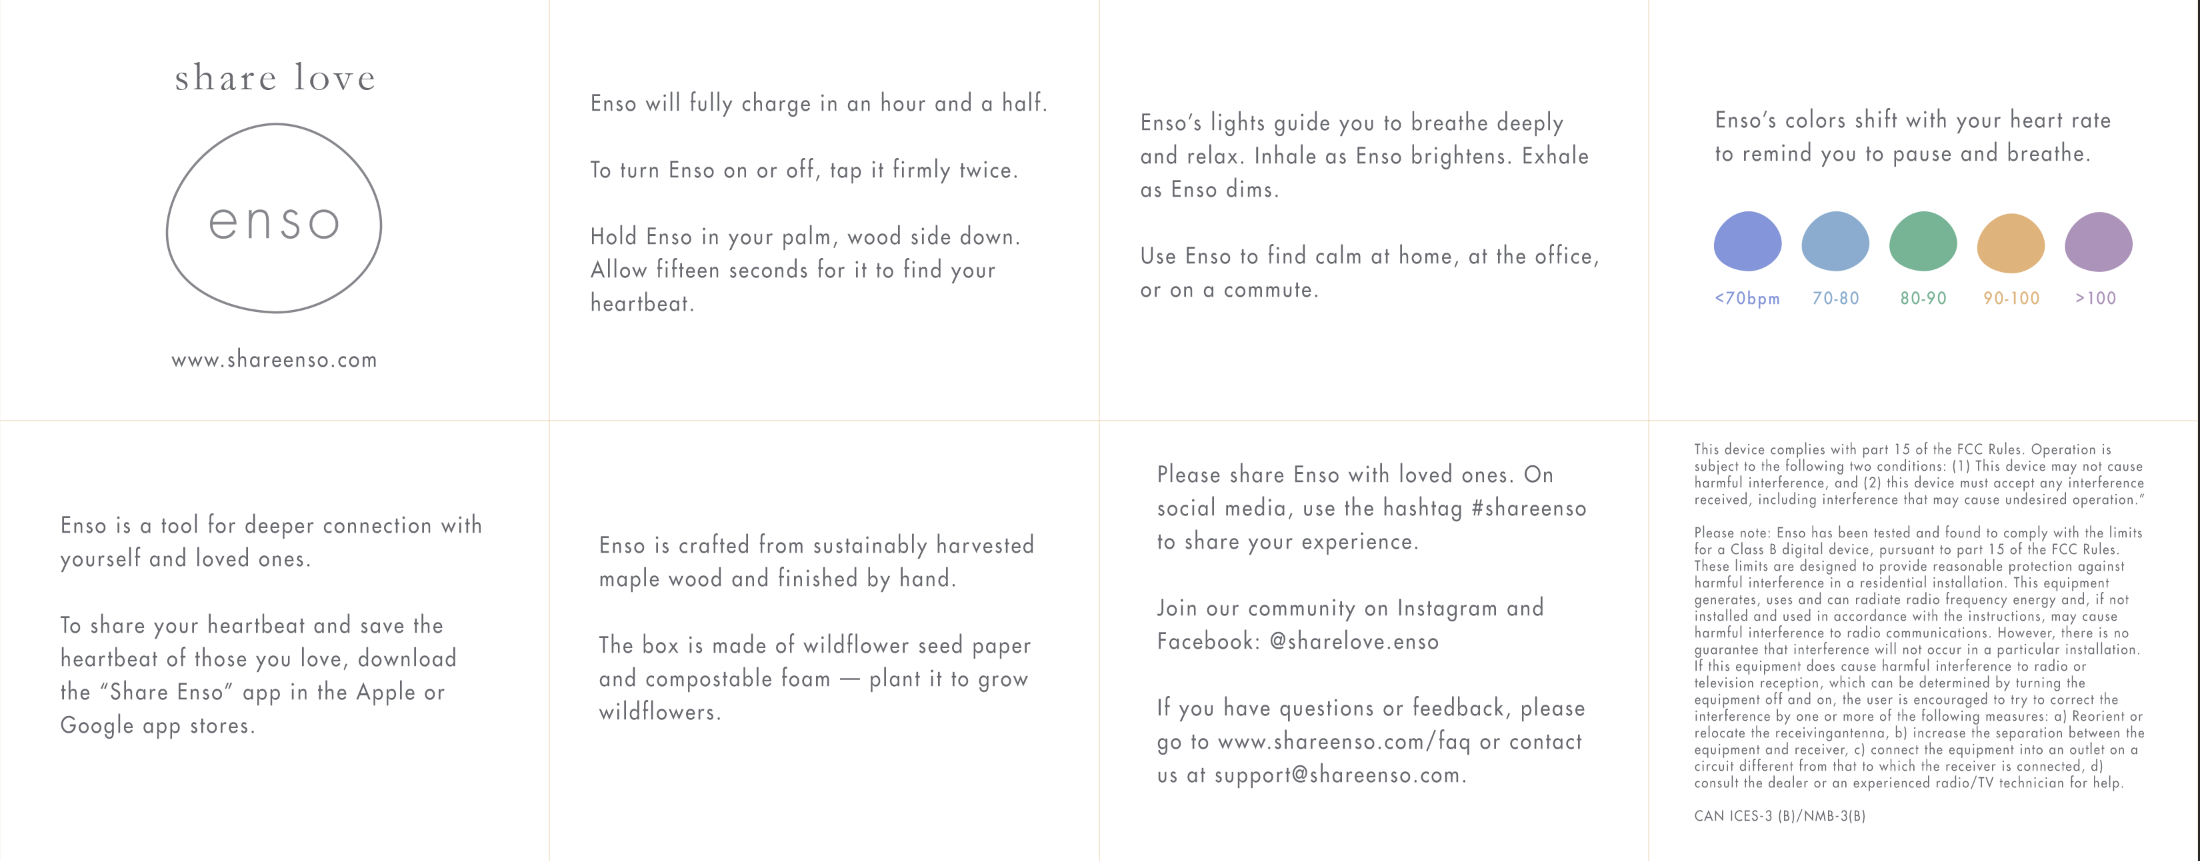 share love
enso
www.shareenso.com
Enso will fully charge in an hour and a half.
To turn Enso on or off, tap it firmly twice.
Hold Enso in your palm, wood side down.
Allow fifteen seconds for it to find your
heartbeat.
Enso’s lights guide you to breathe deeply
and relax. Inhale as Enso brightens. Exhale
as Enso dims.
Use Enso to find calm at home, at the office,
or on a commute.
Enso’s colors shift with your heart rate
to remind you to pause and breathe.
<70bpm 70-80 80-90 90-100 >100
Enso is a tool for deeper connection with
yourself and loved ones.
To share your heartbeat and save the
heartbeat of those you love, download
the “Share Enso” app in the Apple or
Google app stores.
Enso is crafted from sustainably harvested
maple wood and finished by hand.
The box is made of wildflower seed paper
and compostable foam — plant it to grow
wildflowers.
Please share Enso with loved ones. On
social media, use the hashtag #shareenso
to share your experience.
Join our community on Instagram and
Facebook: @sharelove.enso
If you have questions or feedback, please
go to www.shareenso.com/faq or contact
us at support@shareenso.com.
This device complies with part 15 of the FCC Rules. Operation is
subject to the following two conditions: (1) This device may not cause
harmful interference, and (2) this device must accept any interference
received, including interference that may cause undesired operation.”
Please note: Enso has been tested and found to comply with the limits
for a Class B digital device, pursuant to part 15 of the FCC Rules.
These limits are designed to provide reasonable protection against
harmful interference in a residential installation. This equipment
generates, uses and can radiate radio frequency energy and, if not
installed and used in accordance with the instructions, may cause
harmful interference to radio communications. However, there is no
guarantee that interference will not occur in a particular installation.
If this equipment does cause harmful interference to radio or
television reception, which can be determined by turning the
equipment off and on, the user is encouraged to try to correct the
interference by one or more of the following measures: a) Reorient or
relocate the receivingantenna, b) increase the separation between the
equipment and receiver, c) connect the equipment into an outlet on a
circuit different from that to which the receiver is connected, d)
consult the dealer or an experienced radio/TV technician for help.
CAN ICES-3 (B)/NMB-3(B)